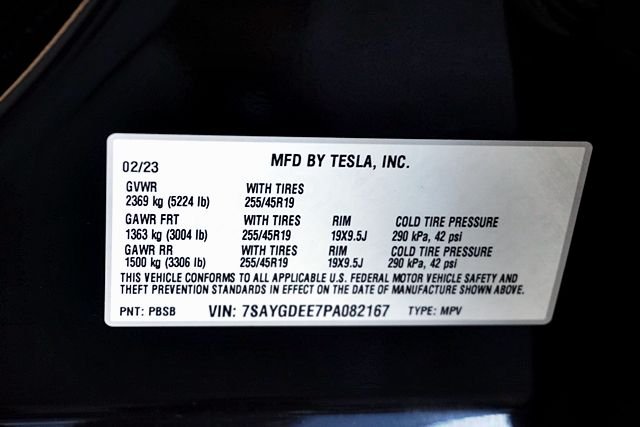 MFD BY TESLA, INC.
02/23
GVWR WITH TIRES
2369 kg (5224 lb) 255/45R19
GAWR FRT WITH TIRES RIM COLD TIRE PRESSURE
1363 kg (3004 lb) 255/45R19 19X9.5J 290 kPa, 42 psi
GAWR RR WITH TIRES RIM COLD TIRE PRESSURE
1500 kg (3306 lb) 255/45R19 19X9.5J 290 kPa, 42 psi
THIS VEHICLE CONFORMS TO ALL APPLICABLE U.S. FEDERAL MOTOR VEHICLE SAFETY AND
THEFT PREVENTION STANDARDS IN EFFECT ON THE DATE OF MANUFACTURE SHOWN ABOVE.
PNT: PBSB VIN: 7SAYGDEE7PA082167 TYPE: MPV